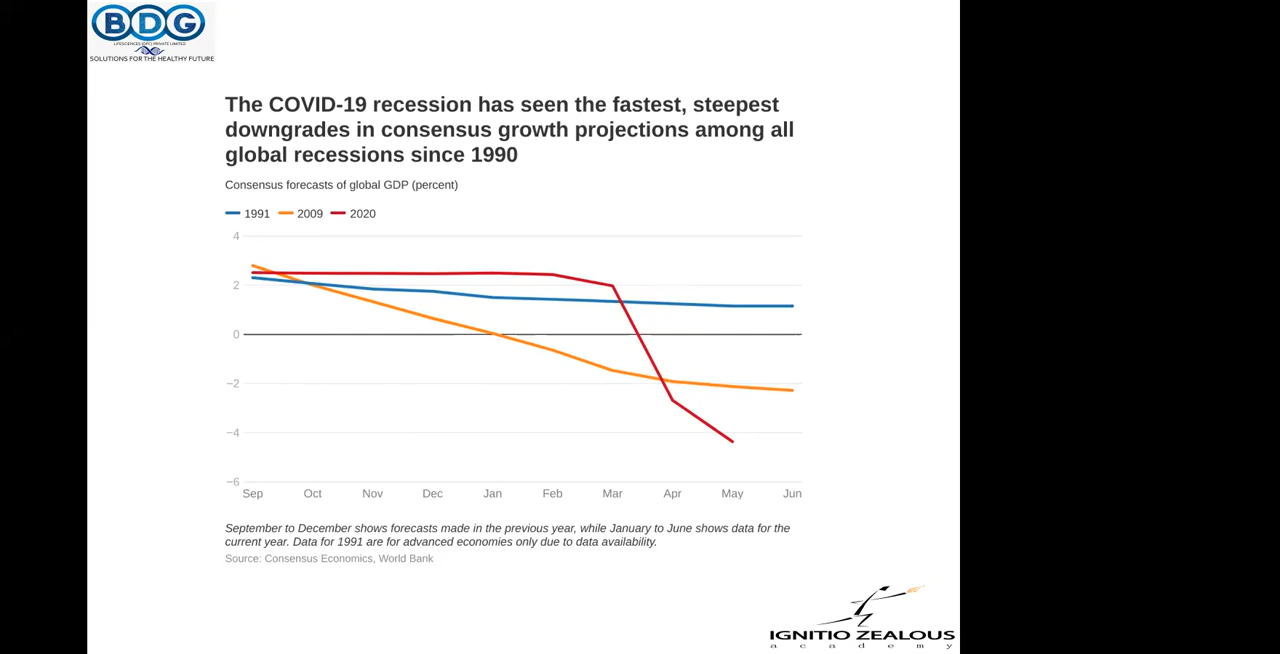 BDG
LIFESCIENCES (OPC) PRIVATE LIMITED
SOLUTIONS FOR THE HEALTHY FUTURE
The COVID-19 recession has seen the fastest, steepest
downgrades in consensus growth projections among all
global recessions since 1990
Consensus forecasts of global GDP (percent)
1991 2009 2020
4
2
0
−2
−4
−6
Sep Oct Nov Dec Jan Feb Mar Apr May Jun
September to December shows forecasts made in the previous year, while January to June shows data for the
current year. Data for 1991 are for advanced economies only due to data availability.
Source: Consensus Economics, World Bank
IGNITIO ZEALOUS
academy